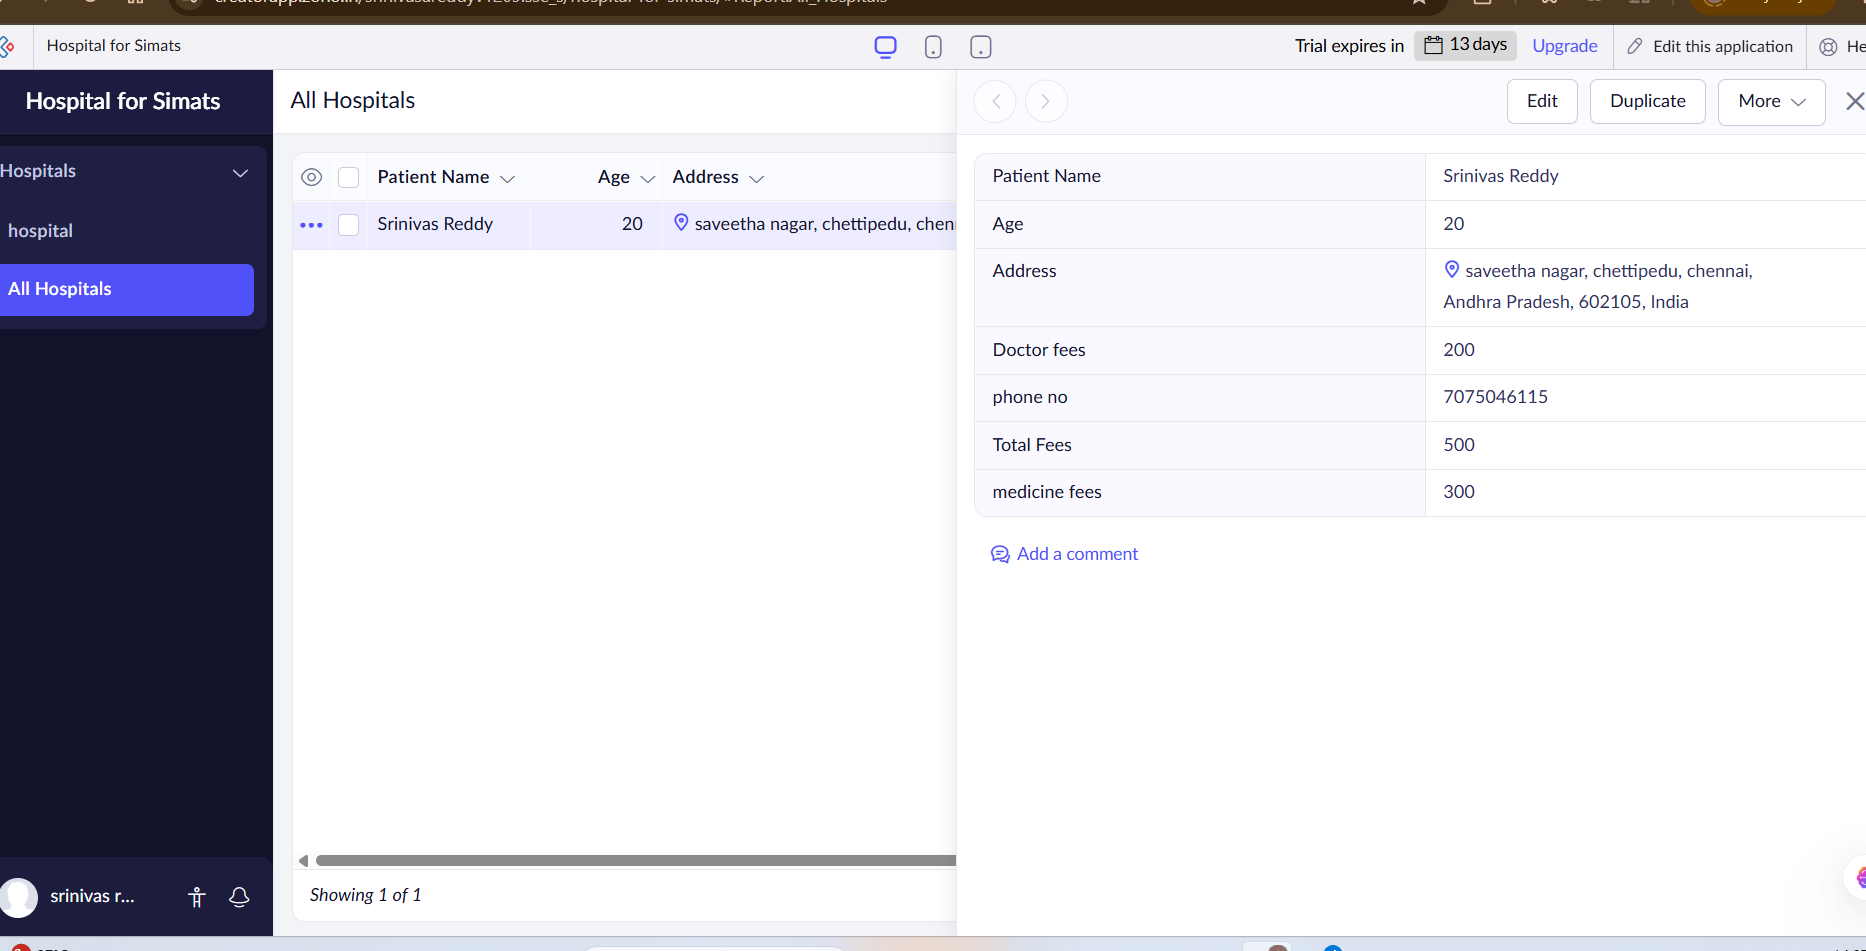 Hospital for Simats
Trial expires in 13 days Upgrade Edit this application
Hospital for Simats
Hospitals
hospital
All Hospitals
srinivas r...
All Hospitals
Patient Name Age Address
Srinivas Reddy 20 saveetha nagar, chettipedu, chen
Showing 1 of 1
Edit Duplicate More
Patient Name Srinivas Reddy
Age 20
Address saveetha nagar, chettipedu, chennai,
Andhra Pradesh, 602105, India
Doctor fees 200
phone no 7075046115
Total Fees 500
medicine fees 300
Add a comment